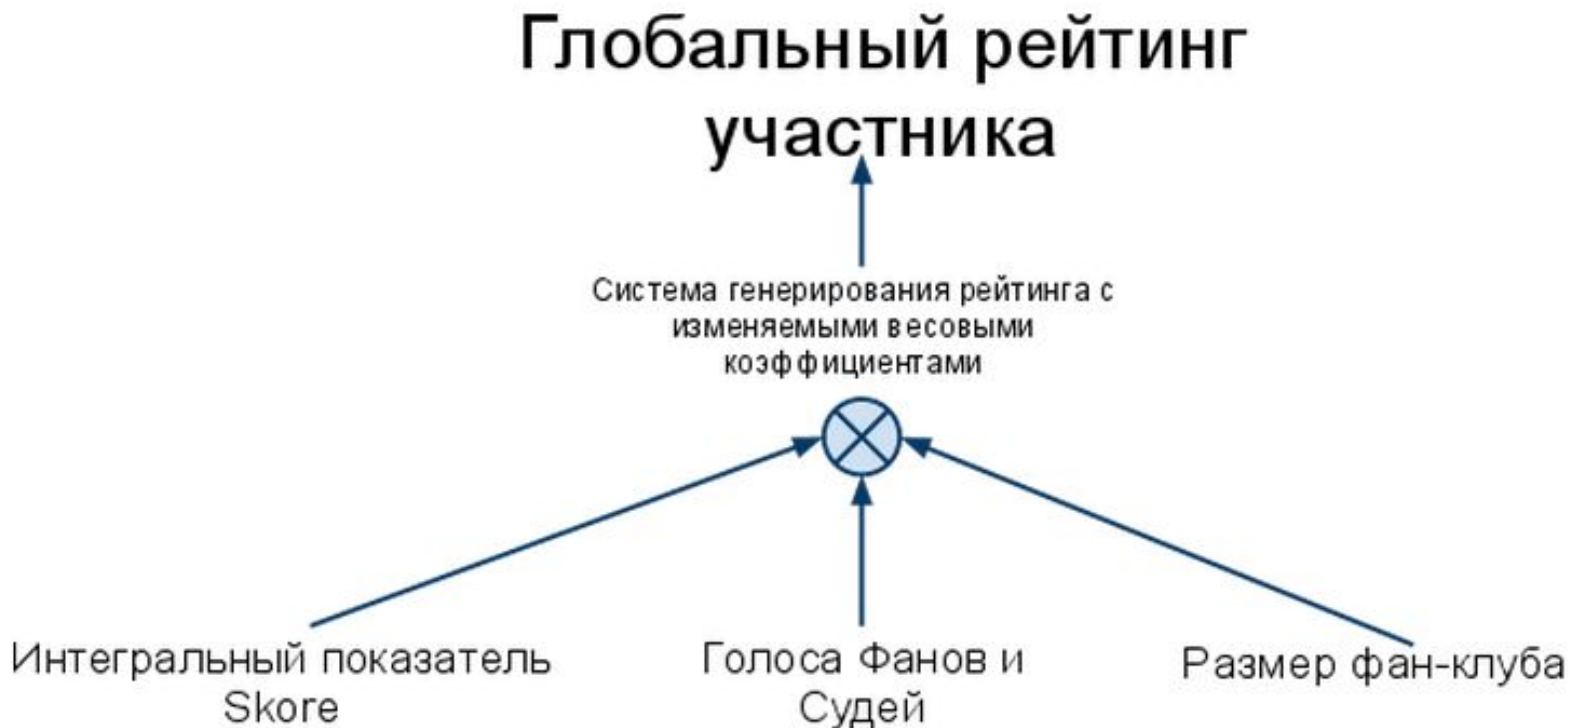 Глобальный рейтинг
участника
Система генерирования рейтинга с
изменяемыми весовыми
коэффициентами
Интегральный показатель
Skore
Голоса Фанов и
Судей
Размер фан-клуба